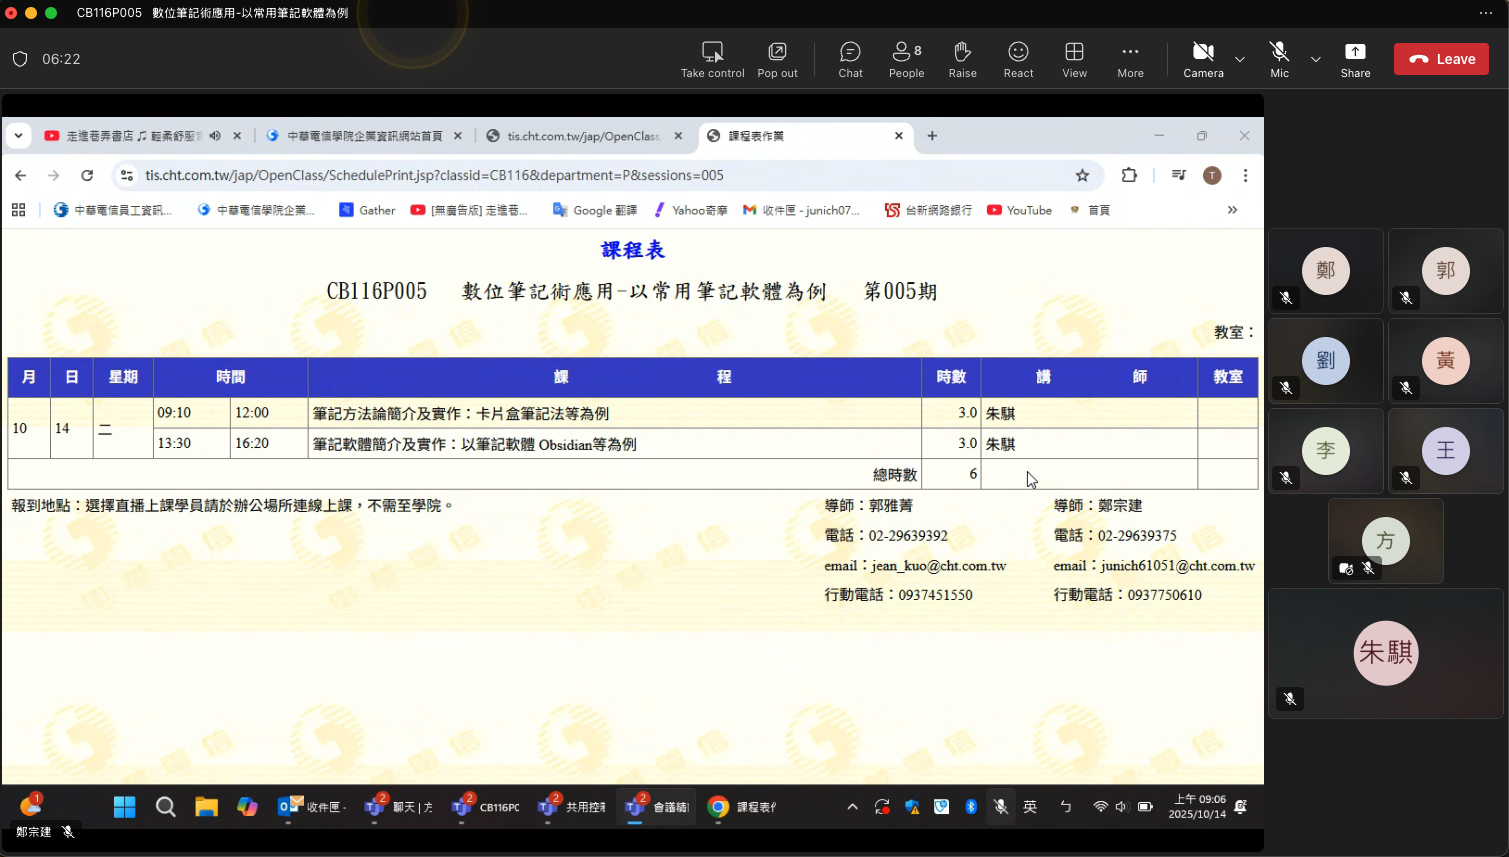 CB116P005 數位筆記術應用-以常用筆記軟體為例
06:22
Take control
Pop out
Chat
8
People
Raise
React
View
More
Camera
Mic
Share
Leave
走進巷弄書店 ♫ 輕柔舒服
中華電信學院企業資訊網站首頁
tis.cht.com.tw/jap/OpenClass
課程表作業
tis.cht.com.tw/jap/OpenClass/SchedulePrint.jsp?classid=CB116&department=P&sessions=005
T
中華電信員工資訊...
中華電信學院企業...
Gather
[無廣告版] 走進巷...
Google 翻譯
Yahoo奇摩
收件匣 - junich07...
台新網路銀行
YouTube
首頁
課程表
CB116P005 數位筆記術應用-以常用筆記軟體為例 第005期
教室：
月 日 星期 時間 課 程 時數 講 師 教室
10 14 二 09:10 12:00 筆記方法論簡介及實作：卡片盒筆記法等為例 3.0 朱騏
13:30 16:20 筆記軟體簡介及實作：以筆記軟體 Obsidian等為例 3.0 朱騏
總時數 6
報到地點：選擇直播上課學員請於辦公場所連線上課，不需至學院。
導師：郭雅菁 導師：鄭宗建
電話：02-29639392 電話：02-29639375
email：jean_kuo@cht.com.tw email：junich61051@cht.com.tw
行動電話：0937451550 行動電話：0937750610
中華電信
鄭
郭
劉
黃
李
王
方
朱騏
1
收件匣 -
2
聊天 | 方
2
CB116PC
2
共用控制
2
會議精
課程表作
英
ㄅ
上午 09:06
2025/10/14
鄭宗建